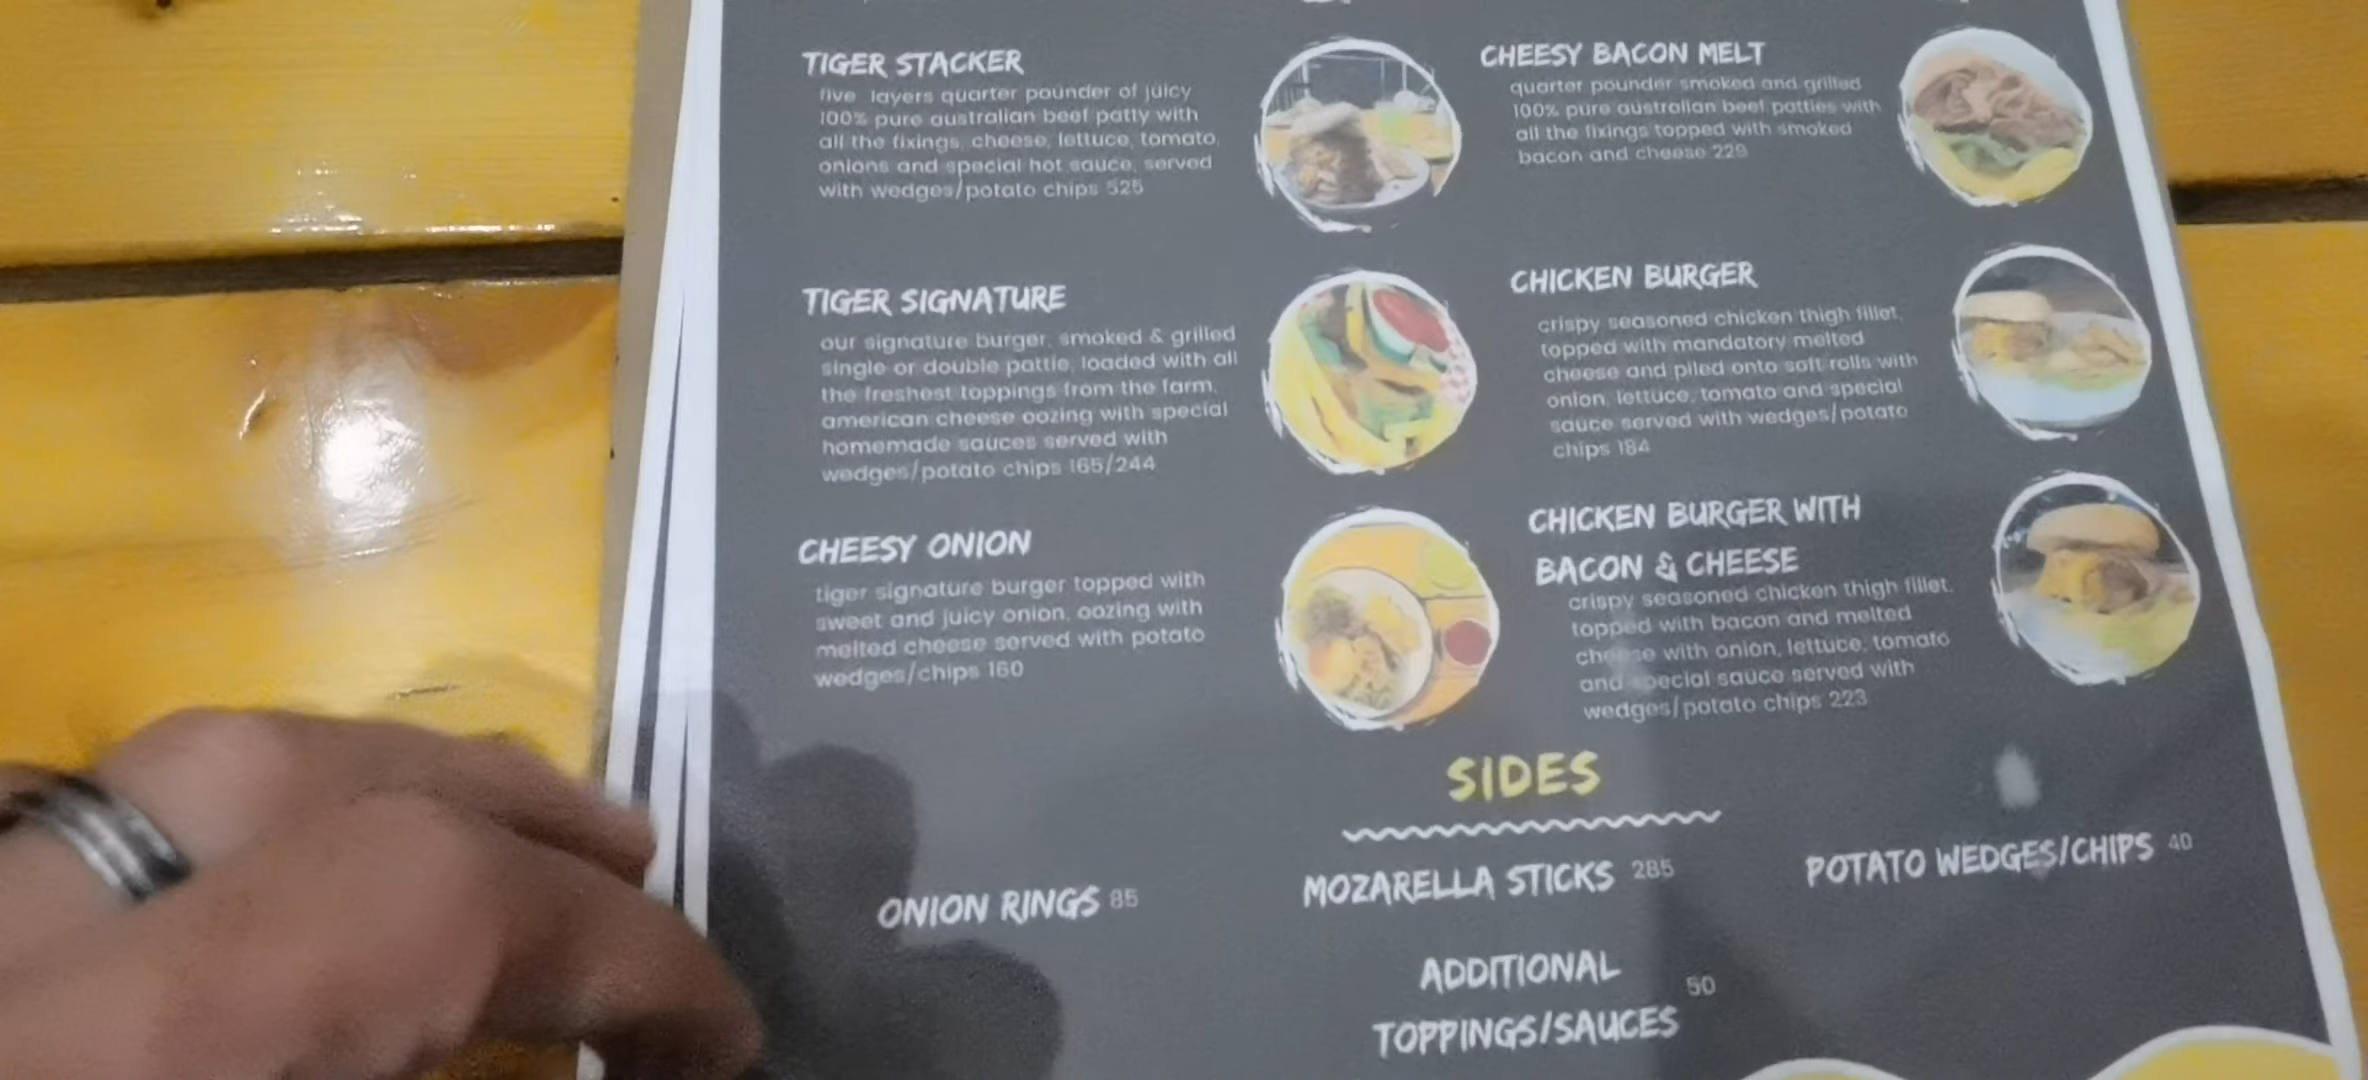 TIGER STACKER
five layers quarter pounder of juicy
100% pure australian beef patty with
all the fixings, cheese, lettuce, tomato,
onions and special hot sauce, served
with wedges/potato chips 525
TIGER SIGNATURE
our signature burger, smoked & grilled
single or double pattie, loaded with all
the freshest toppings from the farm,
american cheese oozing with special
homemade sauces served with
wedges/potato chips 165/244
CHEESY ONION
tiger signature burger topped with
sweet and juicy onion, oozing with
melted cheese served with potato
wedges/chips 160
CHEESY BACON MELT
quarter pounder smoked and grilled
100% pure australian beef patties with
all the fixings topped with smoked
bacon and cheese 229
CHICKEN BURGER
crispy seasoned chicken thigh fillet,
topped with mandatory melted
cheese and piled onto soft rolls with
onion, lettuce, tomato and special
sauce served with wedges/potato
chips 184
CHICKEN BURGER WITH
BACON & CHEESE
crispy seasoned chicken thigh fillet,
topped with bacon and melted
cheese with onion, lettuce, tomato
and special sauce served with
wedges/potato chips 223
SIDES
ONION RINGS 85
MOZARELLA STICKS 285
POTATO WEDGES/CHIPS 40
ADDITIONAL
TOPPINGS/SAUCES 50